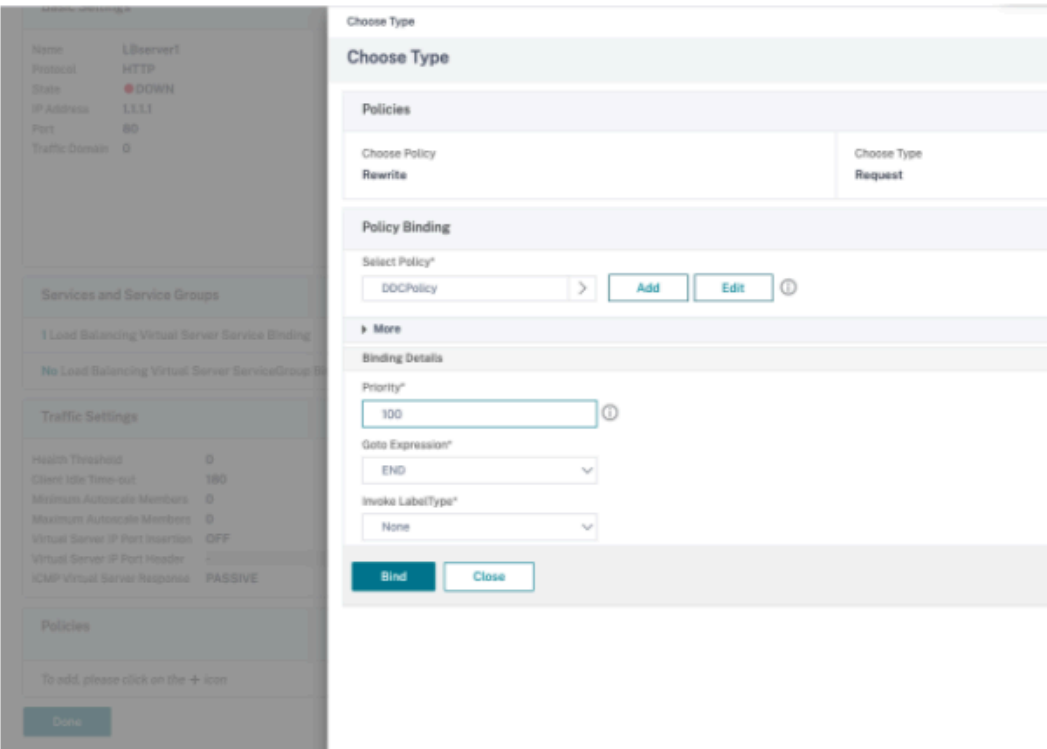 Basic Settings
Name LBserver1
Protocol HTTP
State DOWN
IP Address 1.1.1.1
Port 80
Traffic Domain 0
Services and Service Groups
1 Load Balancing Virtual Server Service Binding
No Load Balancing Virtual Server ServiceGroup
Traffic Settings
Health Threshold 0
Client Idle Time-out 180
Minimum Autoscale Members 0
Maximum Autoscale Members 0
Virtual Server IP Port Insertion OFF
Virtual Server IP Port Header -
ICMP Virtual Server Response PASSIVE
Policies
To add, please click on the + icon
Done
Choose Type
Choose Type
Policies
Choose Policy Choose Type
Rewrite Request
Policy Binding
Select Policy*
DDCPolicy Add Edit
More
Binding Details
Priority*
100
Goto Expression*
END
Invoke LabelType*
None
Bind Close